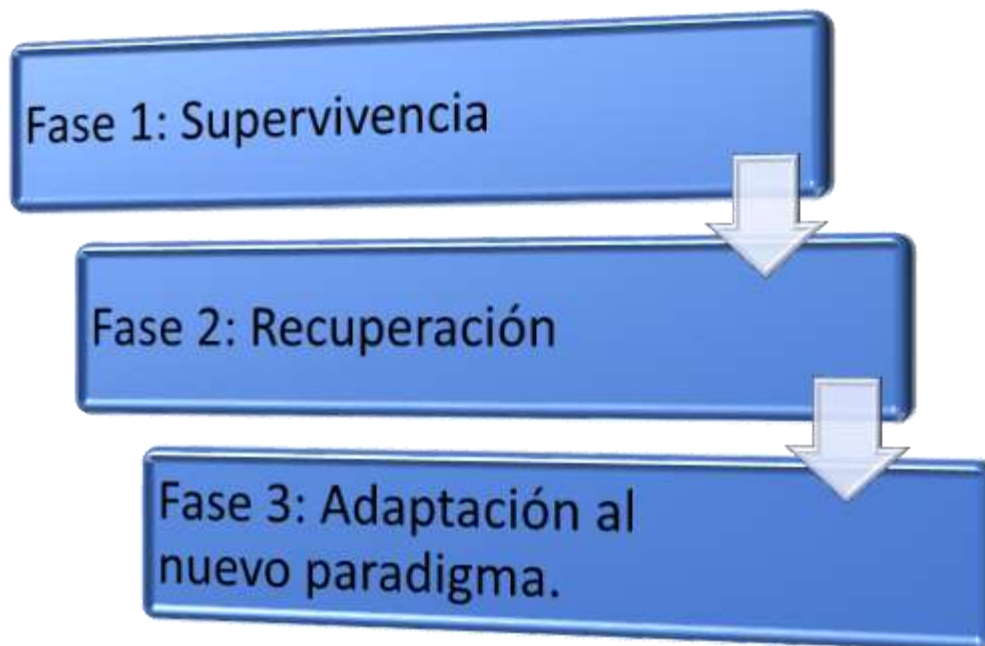 Fase 1: Supervivencia
Fase 2: Recuperación
Fase 3: Adaptación al
nuevo paradigma.